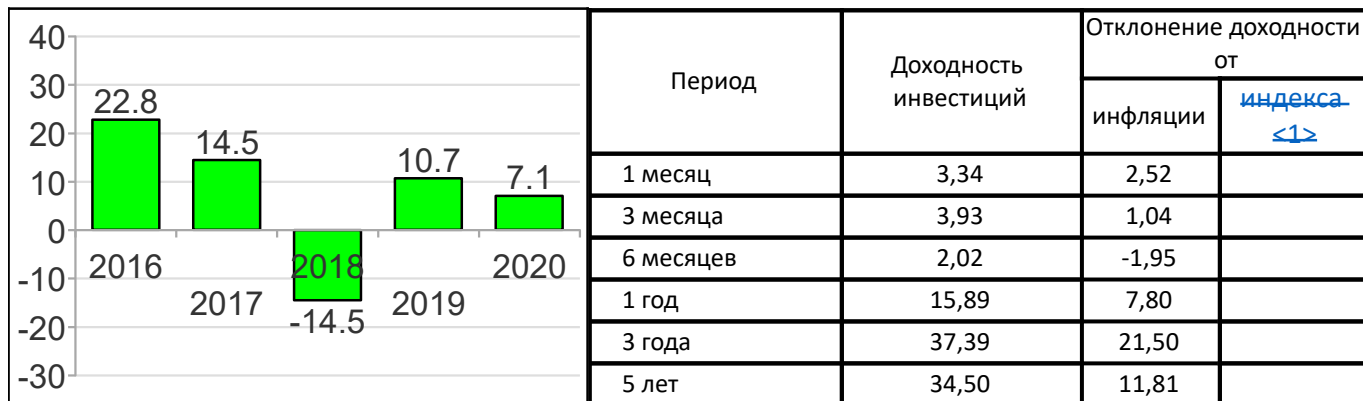 40
30
20
10
0
-10
-20
-30
22.8
14.5
-14.5
10.7
7.1
2016
2017
2018
2019
2020
Период
Доходность
инвестиций
Отклонение доходности
от
инфляции
индекса
<1>
1 месяц 3,34 2,52
3 месяца 3,93 1,04
6 месяцев 2,02 -1,95
1 год 15,89 7,80
3 года 37,39 21,50
5 лет 34,50 11,81